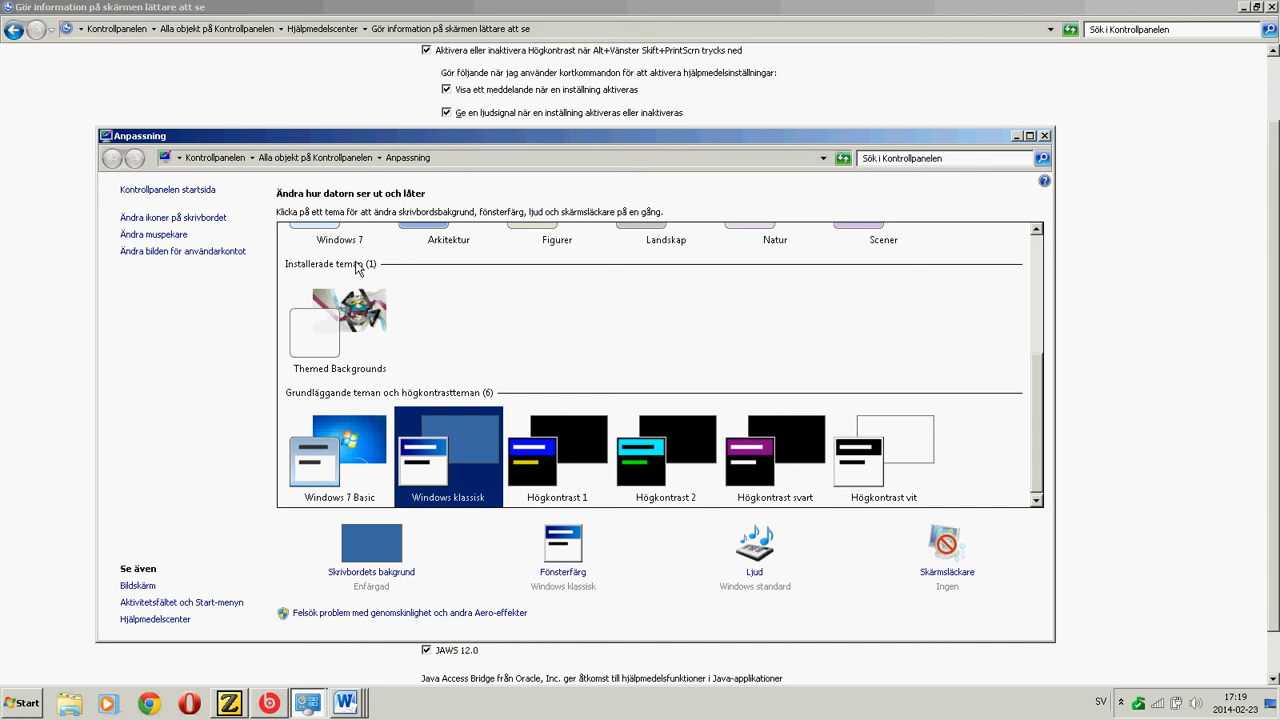 Gör information på skärmen lättare att se
Kontrollpanelen ▸ Alla objekt på Kontrollpanelen ▸ Hjälpmedelscenter ▸ Gör information på skärmen lättare att se
Sök i Kontrollpanelen
Aktivera eller inaktivera Högkontrast när Alt+Vänster Skift+PrintScrn trycks ned
Gör följande när jag använder kortkommandon för att aktivera hjälpmedelsinställningar:
Visa ett meddelande när en inställning aktiveras
Ge en ljudsignal när en inställning aktiveras eller inaktiveras
Anpassning
Kontrollpanelen ▸ Alla objekt på Kontrollpanelen ▸ Anpassning
Sök i Kontrollpanelen
Kontrollpanelen startsida
Ändra ikoner på skrivbordet
Ändra muspekare
Ändra bilden för användarkontot
Ändra hur datorn ser ut och låter
Klicka på ett tema för att ändra skrivbordsbakgrund, fönsterfärg, ljud och skärmsläckare på en gång.
Windows 7 Arkitektur Figurer Landskap Natur Scener
Installerade teman (1)
Themed Backgrounds
Grundläggande teman och högkontrastteman (6)
Windows 7 Basic Windows klassisk Högkontrast 1 Högkontrast 2 Högkontrast svart Högkontrast vit
Skrivbordets bakgrund Fönsterfärg Ljud Skärmsläckare
Enfärgad Windows klassisk Windows standard Ingen
Felsök problem med genomskinlighet och andra Aero-effekter
Se även
Bildskärm
Aktivitetsfältet och Start-menyn
Hjälpmedelscenter
JAWS 12.0
Java Access Bridge från Oracle, Inc. ger åtkomst till hjälpmedelsfunktioner i Java-applikationer
Start
SV
17:19
2014-02-23